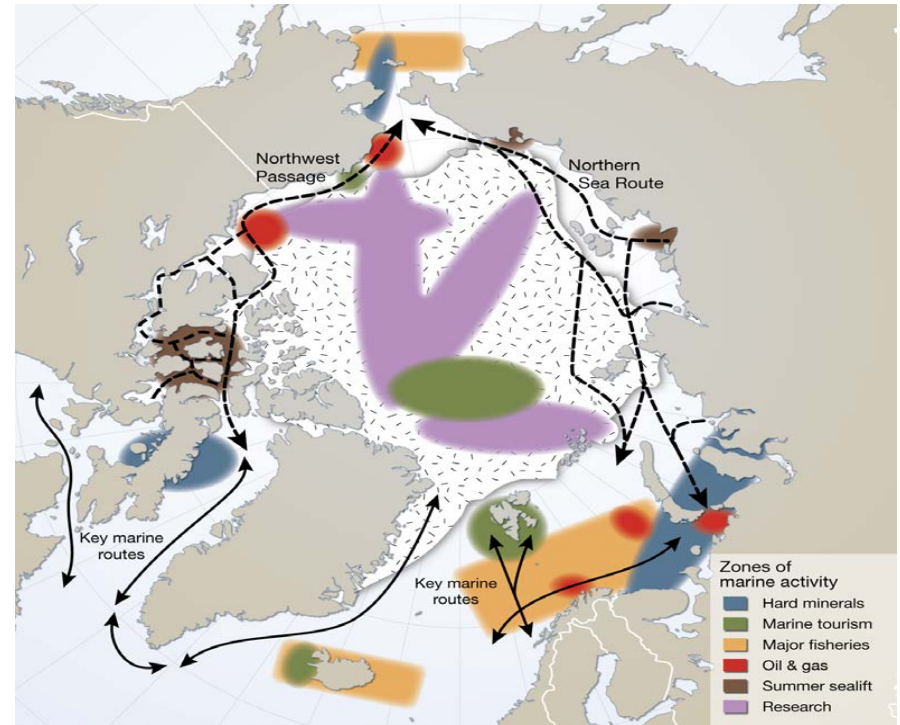 Northwest
Passage
Northern
Sea Route
Key marine
routes
Key marine
routes
Zones of
marine activity
Hard minerals
Marine tourism
Major fisheries
Oil & gas
Summer sealift
Research